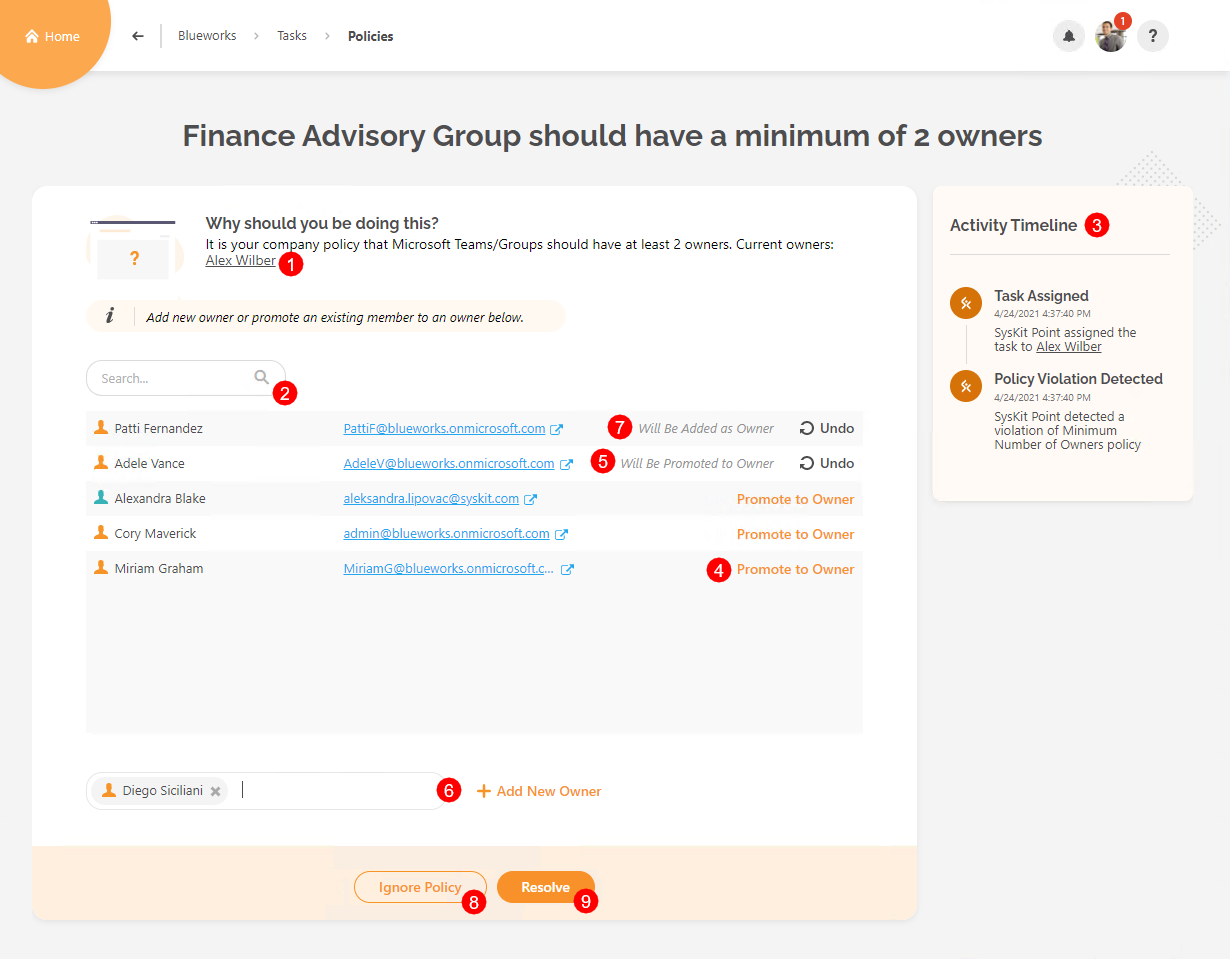 Home
Blueworks > Tasks > Policies
1
?
Finance Advisory Group should have a minimum of 2 owners
?
Why should you be doing this?
It is your company policy that Microsoft Teams/Groups should have at least 2 owners. Current owners:
Alex Wilber 1
i Add new owner or promote an existing member to an owner below.
Search...
2
Patti Fernandez PattiF@blueworks.onmicrosoft.com 7 Will Be Added as Owner Undo
Adele Vance AdeleV@blueworks.onmicrosoft.com 5 Will Be Promoted to Owner Undo
Alexandra Blake aleksandra.lipovac@syskit.com Promote to Owner
Cory Maverick admin@blueworks.onmicrosoft.com Promote to Owner
Miriam Graham MiriamG@blueworks.onmicrosoft.c... 4 Promote to Owner
Diego Siciliani 6 + Add New Owner
Ignore Policy 8 Resolve 9
Activity Timeline 3
Task Assigned
4/24/2021 4:37:40 PM
SysKit Point assigned the
task to Alex Wilber
Policy Violation Detected
4/24/2021 4:37:40 PM
SysKit Point detected a
violation of Minimum
Number of Owners policy